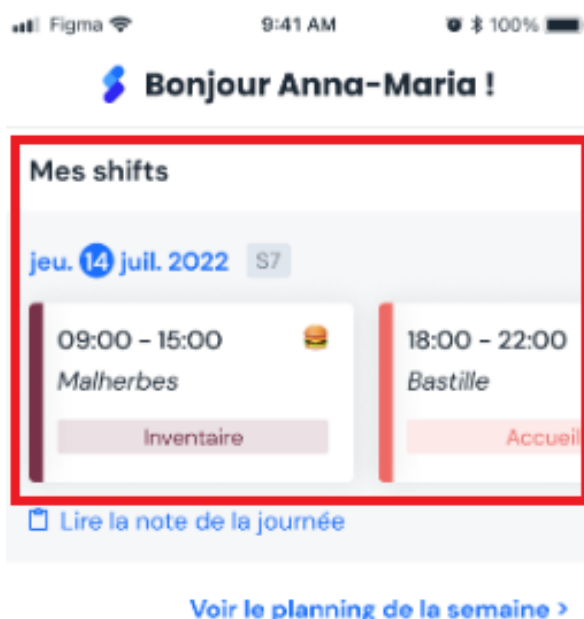 Figma 9:41 AM 100%
Bonjour Anna-Maria !
Mes shifts
jeu. 14 juil. 2022 S7
09:00 - 15:00
Malherbes
Inventaire
18:00 - 22:00
Bastille
Accueil
Lire la note de la journée
Voir le planning de la semaine >